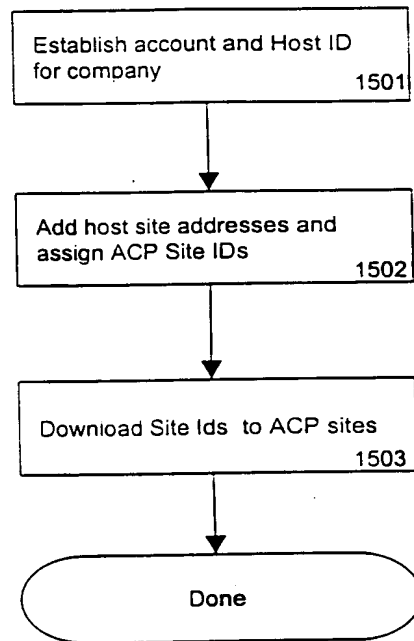 Establish account and Host ID
for company
1501
Add host site addresses and
assign ACP Site IDs
1502
Download Site Ids to ACP sites
1503
Done